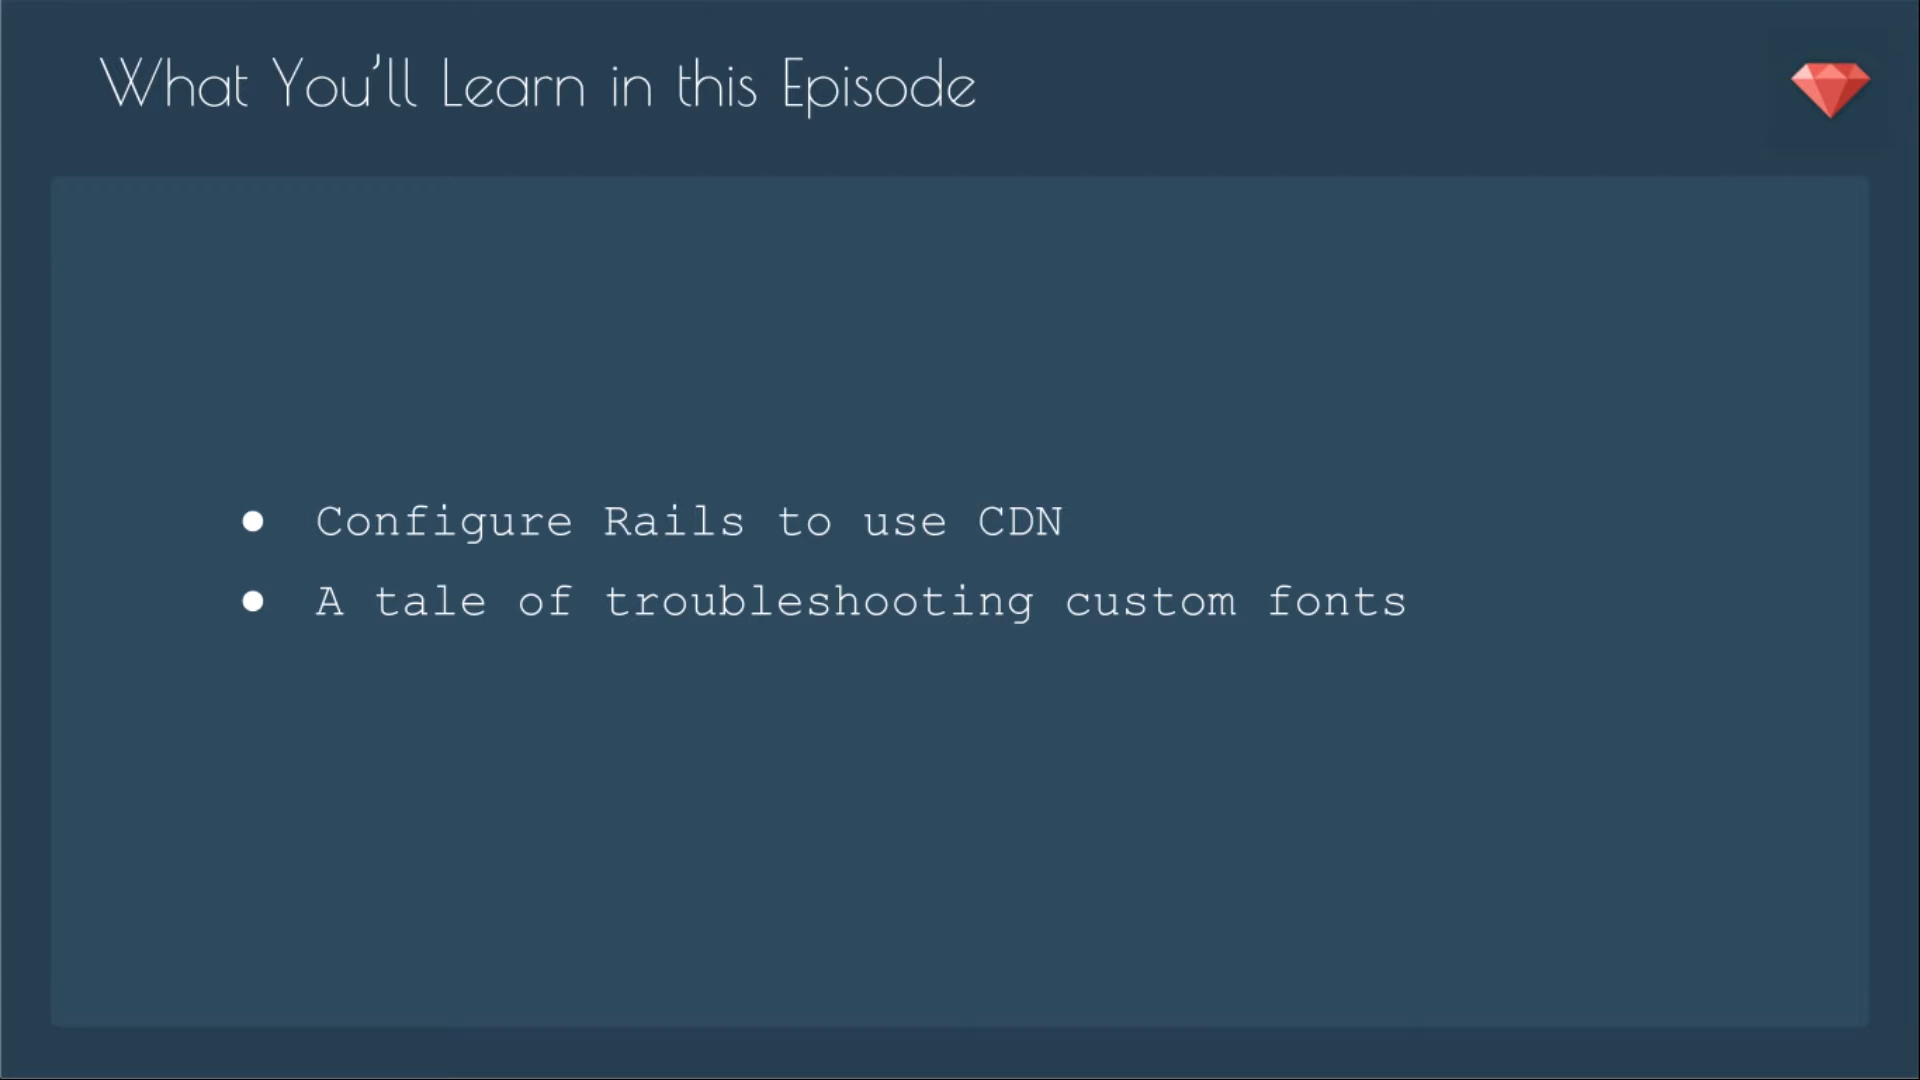 What You’ll Learn in this Episode
● Configure Rails to use CDN
● A tale of troubleshooting custom fonts